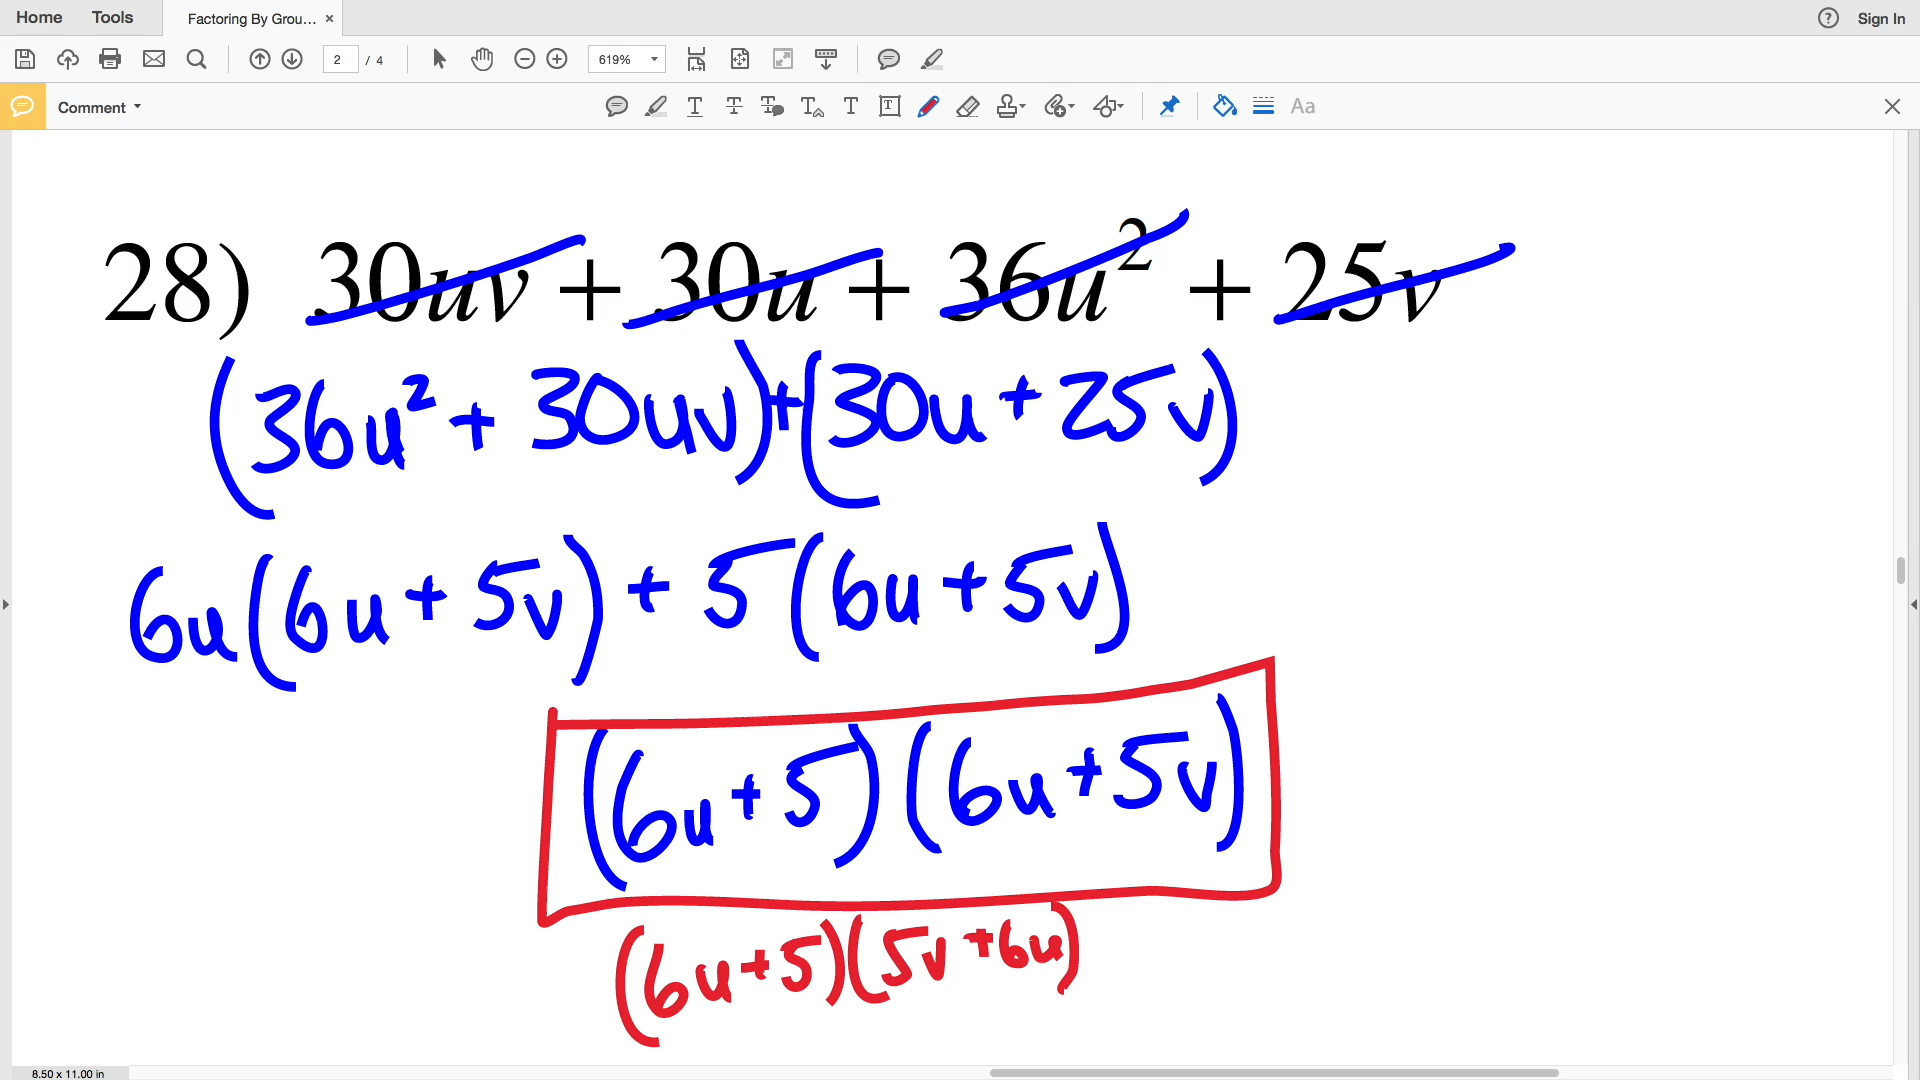 Home Tools Factoring By Grou... × ? Sign In
2 / 4 619%
Comment T T T T T T Aa
28) 30uv + 30u + 36u² + 25v
(36u² + 30uv) + (30u + 25v)
6u(6u + 5v) + 5(6u + 5v)
(6u + 5)(6u + 5v)
(6u + 5)(5v + 6u)
8.50 x 11.00 in